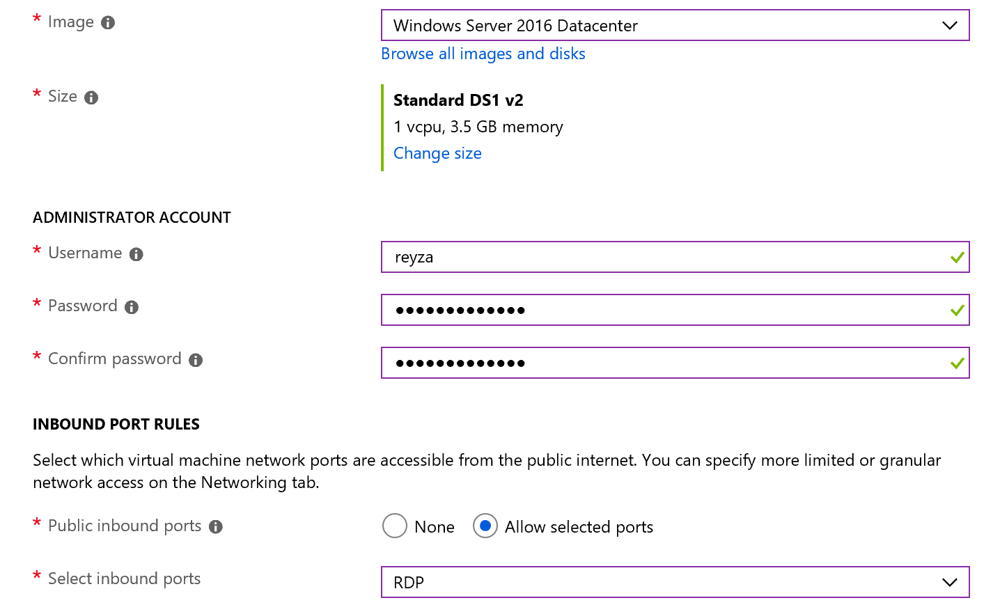 * Image
Windows Server 2016 Datacenter
Browse all images and disks
* Size
Standard DS1 v2
1 vcpu, 3.5 GB memory
Change size
ADMINISTRATOR ACCOUNT
* Username
reyza
* Password
•••••••••••••
* Confirm password
•••••••••••••
INBOUND PORT RULES
Select which virtual machine network ports are accessible from the public internet. You can specify more limited or granular
network access on the Networking tab.
* Public inbound ports
None Allow selected ports
* Select inbound ports
RDP